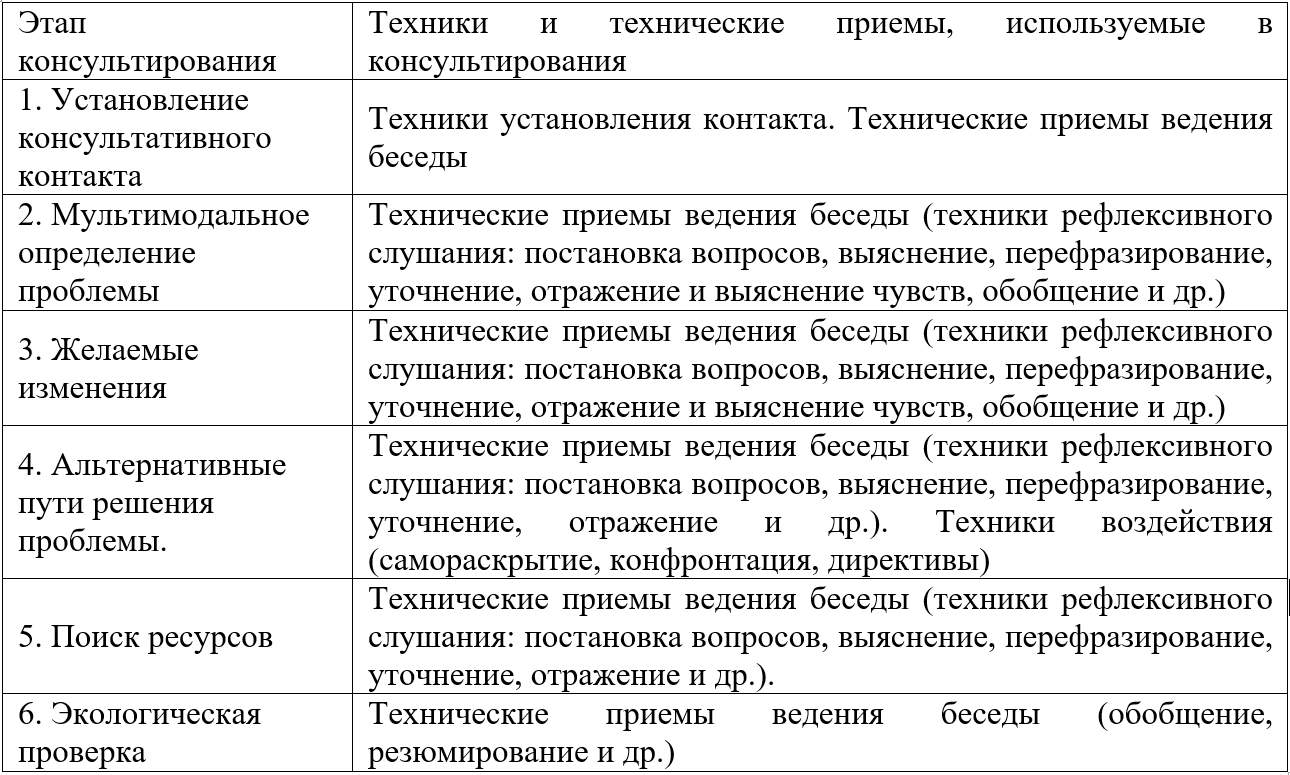 Этап
консультирования
Техники и технические приемы, используемые в
консультирования
1. Установление
консультативного
контакта
Техники установления контакта. Технические приемы ведения
беседы
2. Мультимодальное
определение
проблемы
Технические приемы ведения беседы (техники рефлексивного
слушания: постановка вопросов, выяснение, перефразирование,
уточнение, отражение и выяснение чувств, обобщение и др.)
3. Желаемые
изменения
Технические приемы ведения беседы (техники рефлексивного
слушания: постановка вопросов, выяснение, перефразирование,
уточнение, отражение и выяснение чувств, обобщение и др.)
4. Альтернативные
пути решения
проблемы.
Технические приемы ведения беседы (техники рефлексивного
слушания: постановка вопросов, выяснение, перефразирование,
уточнение, отражение и др.). Техники воздействия
(самораскрытие, конфронтация, директивы)
5. Поиск ресурсов
Технические приемы ведения беседы (техники рефлексивного
слушания: постановка вопросов, выяснение, перефразирование,
уточнение, отражение и др.).
6. Экологическая
проверка
Технические приемы ведения беседы (обобщение,
резюмирование и др.)